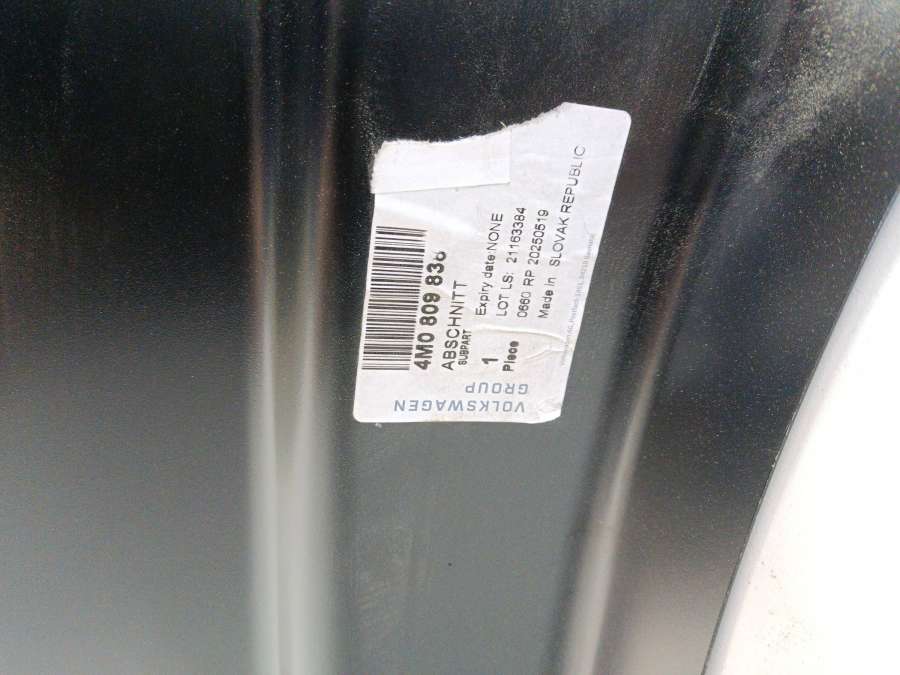 4M0 809 838
ABSCHNITT
SUBPART
1
Piece
Expiry date:NONE
LOT LS: 21163384
0660 RP 20250519
Made in SLOVAK REPUBLIC
VOLKSWAGEN
GROUP